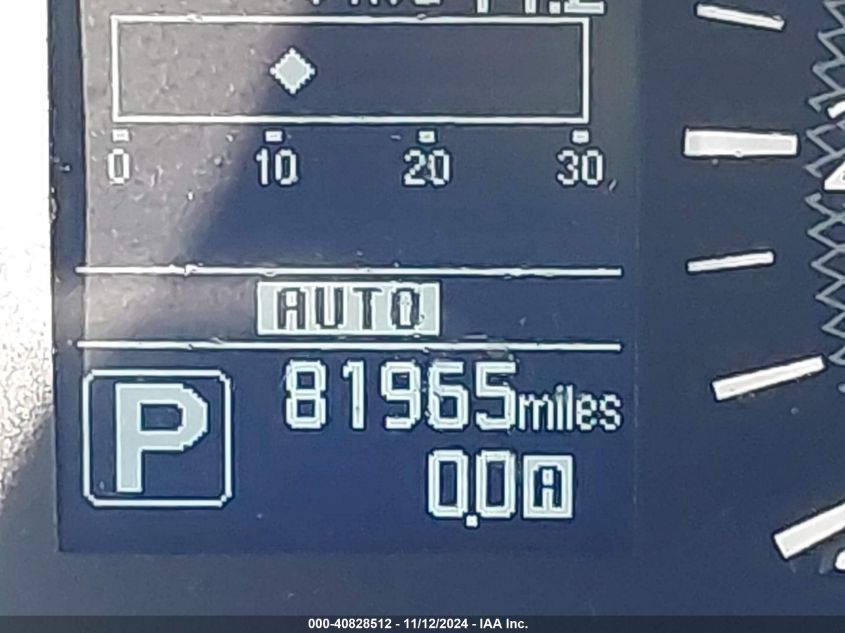 0 10 20 30
AUTO
81965miles
P
0.0A
000-40828512 - 11/12/2024 - IAA Inc.